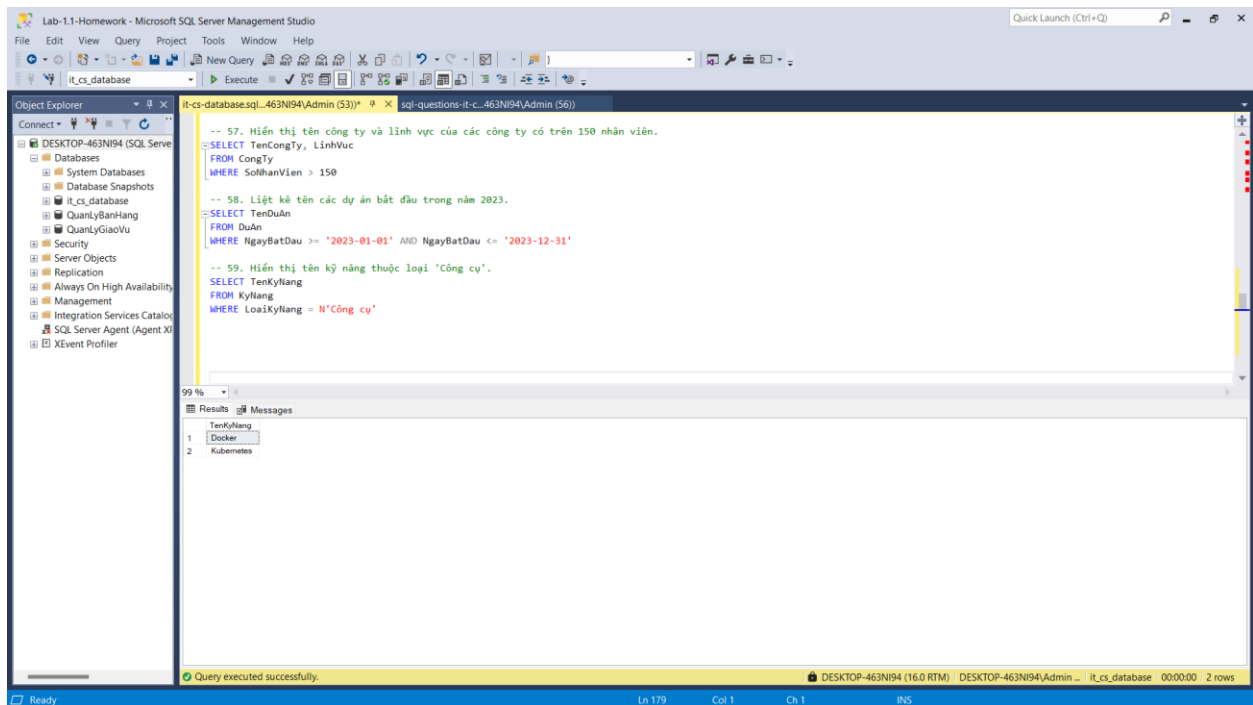 Lab-1.1-Homework - Microsoft SQL Server Management Studio
Quick Launch (Ctrl+Q)
File Edit View Query Project Tools Window Help
New Query
it_cs_database
Execute
Object Explorer
it-cs-database.sql...463NI94\Admin (53))*
sql-questions-it-c...463NI94\Admin (56))
Connect
DESKTOP-463NI94 (SQL Serve
Databases
System Databases
Database Snapshots
it_cs_database
QuanLyBanHang
QuanLyGiaoVu
Security
Server Objects
Replication
Always On High Availability
Management
Integration Services Catalog
SQL Server Agent (Agent XP
XEvent Profiler
-- 57. Hiển thị tên công ty và lĩnh vực của các công ty có trên 150 nhân viên.
SELECT TenCongTy, LinhVuc
FROM CongTy
WHERE SoNhanVien > 150
-- 58. Liệt kê tên các dự án bắt đầu trong năm 2023.
SELECT TenDuAn
FROM DuAn
WHERE NgayBatDau >= '2023-01-01' AND NgayBatDau <= '2023-12-31'
-- 59. Hiển thị tên kỹ năng thuộc loại 'Công cụ'.
SELECT TenKyNang
FROM KyNang
WHERE LoaiKyNang = N'Công cụ'
99 %
Results Messages
TenKyNang
1 Docker
2 Kubernetes
Query executed successfully.
DESKTOP-463NI94 (16.0 RTM) DESKTOP-463NI94\Admin ... it_cs_database 00:00:00 2 rows
Ready Ln 179 Col 1 Ch 1 INS